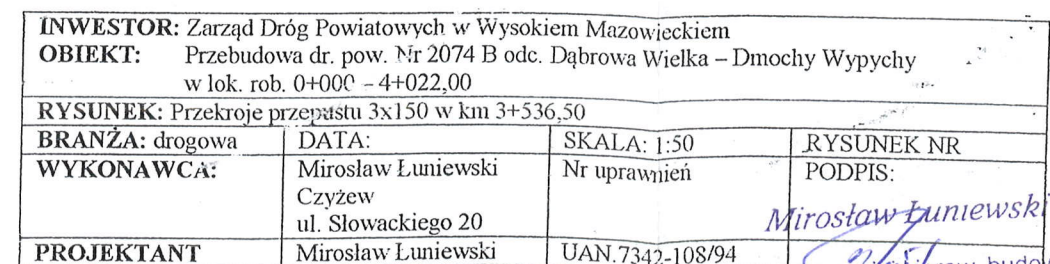 INWESTOR: Zarząd Dróg Powiatowych w Wysokiem Mazowieckiem
OBIEKT: Przebudowa dr. pow. Nr 2074 B odc. Dąbrowa Wielka – Dmochy Wypychy
w lok. rob. 0+000 – 4+022,00
RYSUNEK: Przekroje przepustu 3x150 w km 3+536,50
BRANŻA: drogowa DATA: SKALA: 1:50 RYSUNEK NR
WYKONAWCA: Mirosław Łuniewski Nr uprawnień PODPIS:
Czyżew
ul. Słowackiego 20 Mirosław Łuniewski
PROJEKTANT Mirosław Łuniewski UAN.7342-108/94